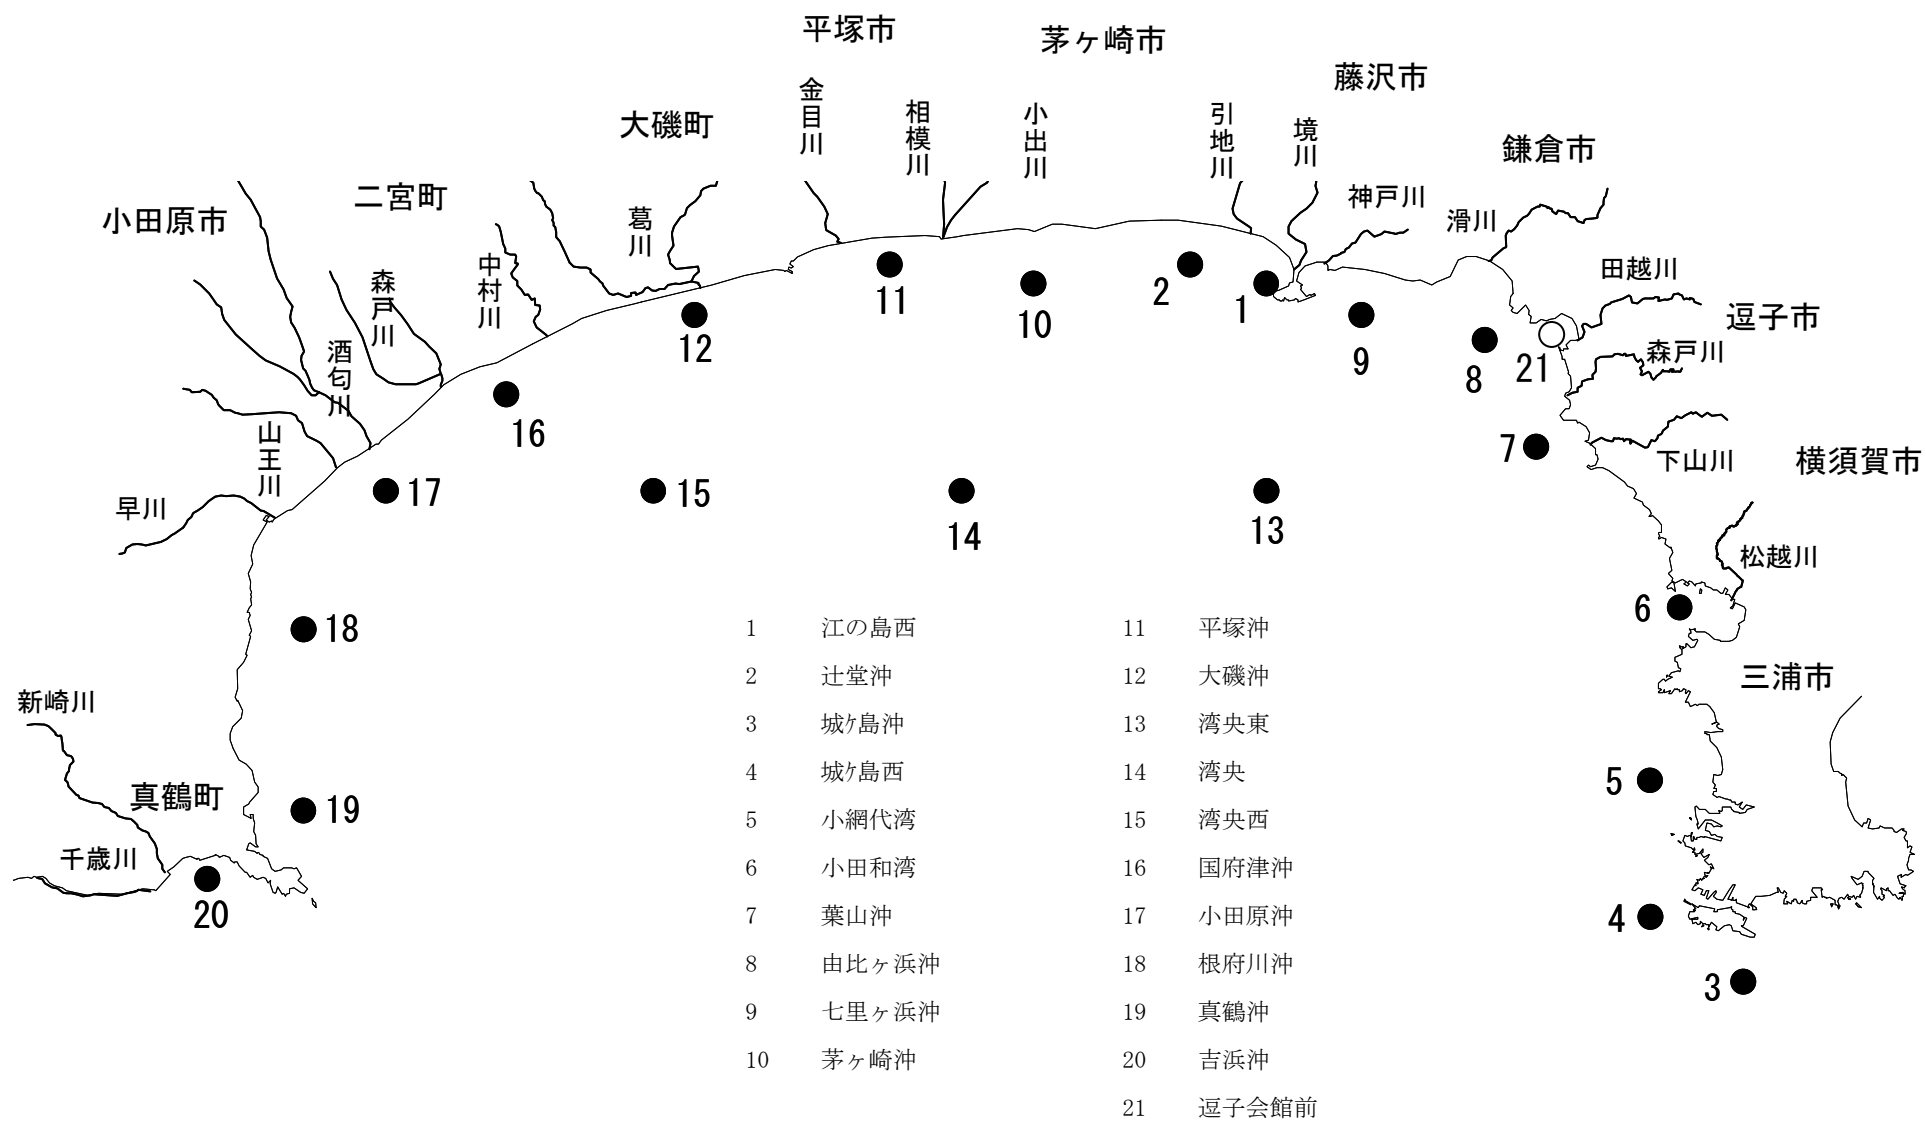 平塚市
茅ヶ崎市
藤沢市
大磯町
金目川
相模川
小出川
引地川
境川
鎌倉市
二宮町
小田原市
葛川
神戸川
滑川
中村川
森戸川
酒匂川
山王川
早川
田越川
逗子市
森戸川
下山川
横須賀市
松越川
三浦市
新崎川
真鶴町
千歳川
11
10
2
1
9
8
21
12
16
7
17
15
14
13
6
18
5
19
20
4
3
1 江の島西
2 辻堂沖
3 城ケ島沖
4 城ケ島西
5 小網代湾
6 小田和湾
7 葉山沖
8 由比ヶ浜沖
9 七里ヶ浜沖
10 茅ヶ崎沖
11 平塚沖
12 大磯沖
13 湾央東
14 湾央
15 湾央西
16 国府津沖
17 小田原沖
18 根府川沖
19 真鶴沖
20 吉浜沖
21 逗子会館前